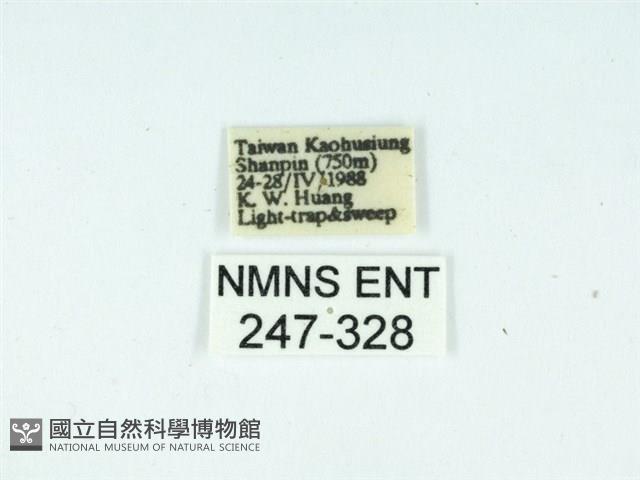 Taiwan Kaohusiung
Shanpin (750m)
24-28/IV/1988
K. W. Huang
Light-trap&sweep
NMNS ENT
247-328
國立自然科學博物館
NATIONAL MUSEUM OF NATURAL SCIENCE